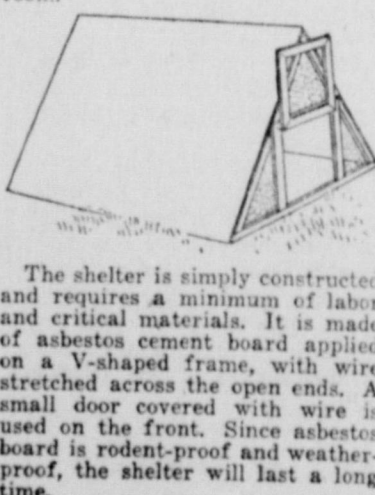 The shelter is simply constructed
and requires a minimum of labor
and critical materials. It is made
of asbestos cement board applied
on a V-shaped frame, with wire
stretched across the open ends. A
small door covered with wire is
used on the front. Since asbestos
board is rodent-proof and weather-
proof, the shelter will last a long
time.